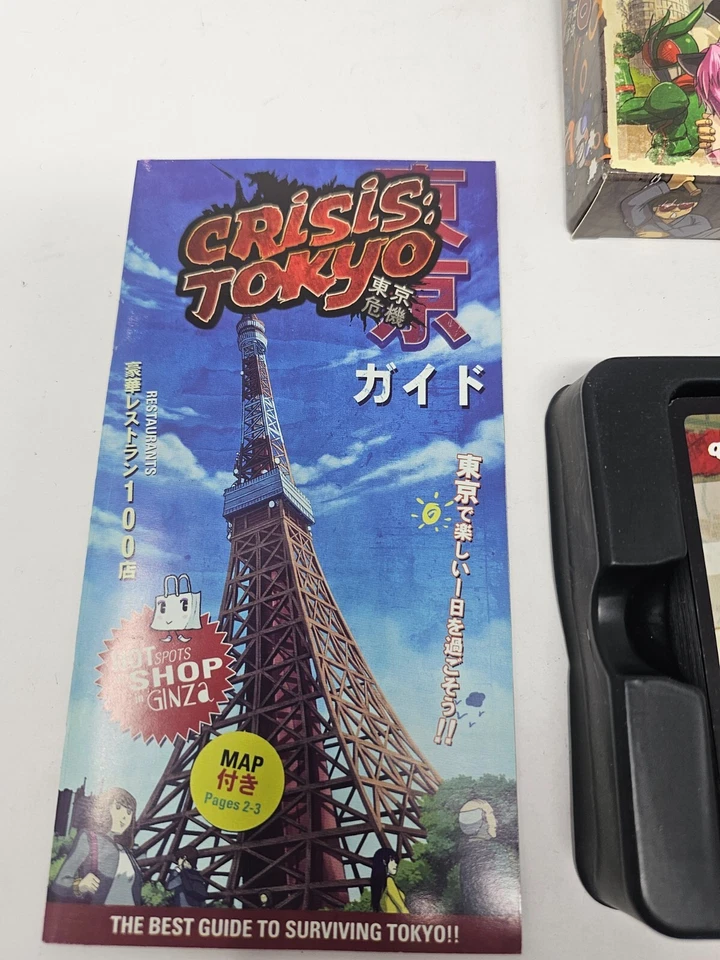 東京
CRISIS:
TOKYO
東京
危機
ガイド
RESTAURANTS
豪華レストラン100店
東京で楽しい一日を過ごそう!!
HOT SPOTS
SHOP
in GINZa
MAP
付き
Pages 2-3
THE BEST GUIDE TO SURVIVING TOKYO!!